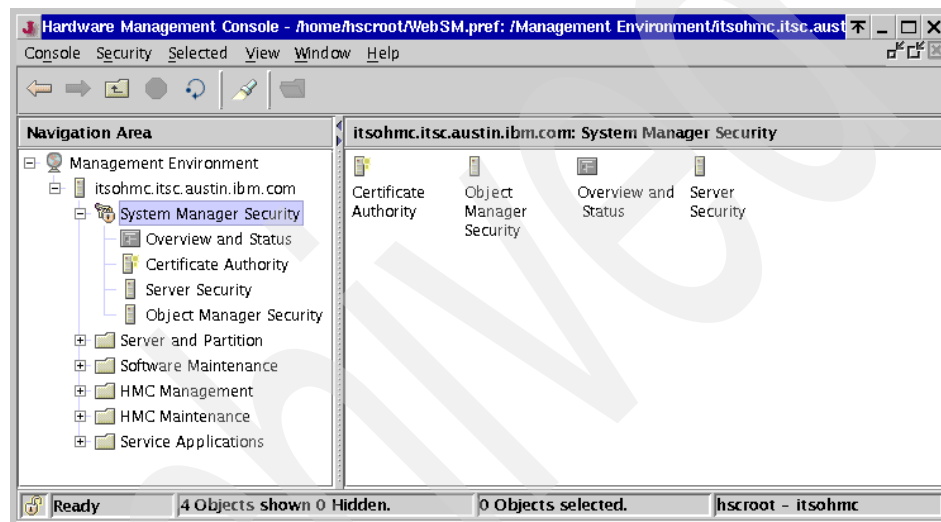 Hardware Management Console - /home/hscroot/WebSM.pref: /Management Environment/itsohmc.itsc.aust
Console Security Selected View Window Help
Navigation Area
Management Environment
itsohmc.itsc.austin.ibm.com
System Manager Security
Overview and Status
Certificate Authority
Server Security
Object Manager Security
Server and Partition
Software Maintenance
HMC Management
HMC Maintenance
Service Applications
itsohmc.itsc.austin.ibm.com: System Manager Security
Certificate
Authority
Object
Manager
Security
Overview and
Status
Server
Security
Ready
4 Objects shown 0 Hidden.
0 Objects selected.
hscroot - itsohmc